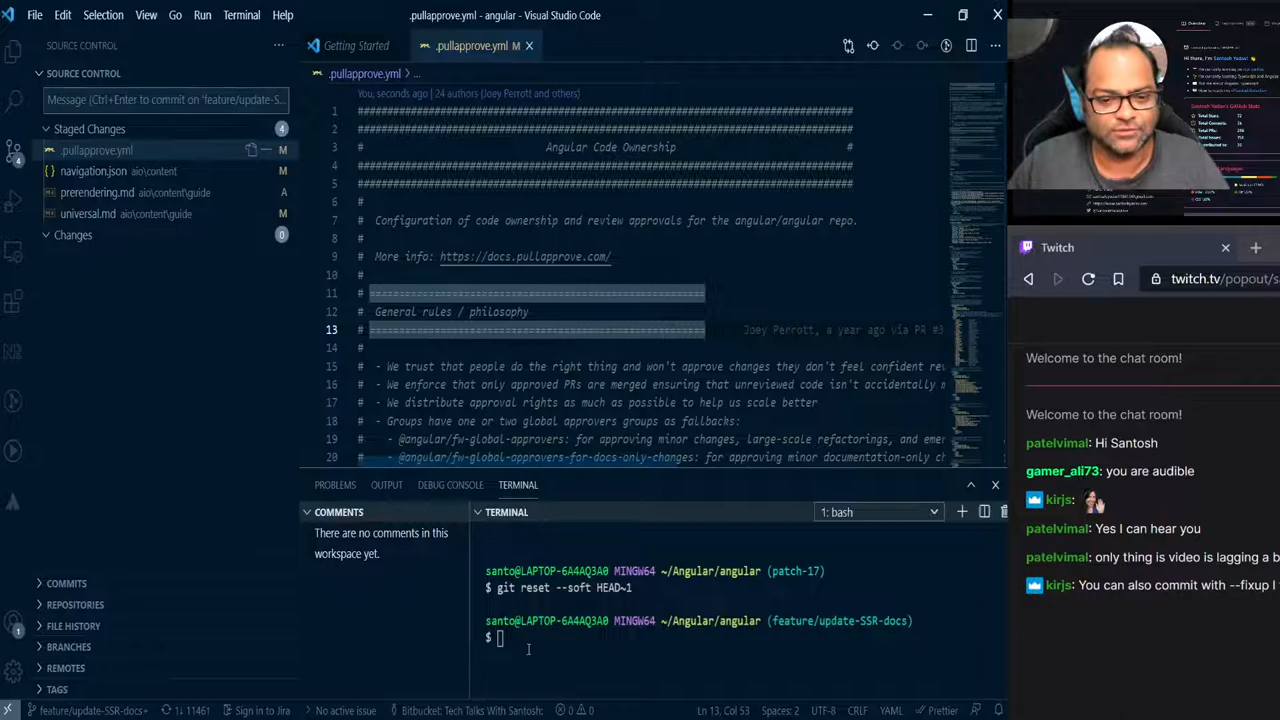 File Edit Selection View Go Run Terminal Help
.pullapprove.yml - angular - Visual Studio Code
SOURCE CONTROL
SOURCE CONTROL
Message (Ctrl+Enter to commit on 'feature/update-S...
Staged Changes 4
.pullapprove.yml M
navigation.json aio\content M
prerendering.md aio\content\guide A
universal.md aio\content\guide M
Changes 0
4
1
COMMITS
REPOSITORIES
FILE HISTORY
BRANCHES
REMOTES
TAGS
Getting Started
.pullapprove.yml M
.pullapprove.yml > ...
You, seconds ago | 24 authors (Joey
1 ####################################################################################
2 ####################################################################################
3 # Angular Code Ownership #
4 ####################################################################################
5 ####################################################################################
6 #
7 # Configuration of code ownership and review approvals for the angular/angular repo.
8 #
9 # More info: https://docs.pullapprove.com/
10 #
11 # =========================================================
12 # General rules / philosophy
13 # ========================================================= Joey Perrott, a year ago via PR #3
14 #
15 # - We trust that people do the right thing and won't approve changes they don't feel confident
16 # - We enforce that only approved PRs are merged ensuring that unreviewed code isn't accidentally
17 # - We distribute approval rights as much as possible to help us scale better
18 # - Groups have one or two global approvers groups as fallbacks:
19 # - @angular/fw-global-approvers: for approving minor changes, large-scale refactorings, and
20 # - @angular/fw-global-approvers-for-docs-only-changes: for approving minor documentation-only
PROBLEMS OUTPUT DEBUG CONSOLE TERMINAL
COMMENTS
There are no comments in this
workspace yet.
TERMINAL
1: bash
santo@LAPTOP-6A4AQ3A0 MINGW64 ~/Angular/angular (patch-17)
$ git reset --soft HEAD~1
santo@LAPTOP-6A4AQ3A0 MINGW64 ~/Angular/angular (feature/update-SSR-docs)
$
feature/update-SSR-docs+ 11461 Sign in to Jira No active issue Bitbucket: Tech Talks With Santosh: 0 0 Ln 13, Col 53 Spaces: 2 UTF-8 CRLF YAML Prettier
Twitch
twitch.tv/popout/s
Welcome to the chat room!
Welcome to the chat room!
patelvimal: Hi Santosh
gamer_ali73: you are audible
kirjs:
patelvimal: Yes I can hear you
patelvimal: only thing is video is lagging a
kirjs: You can also commit with --fixup